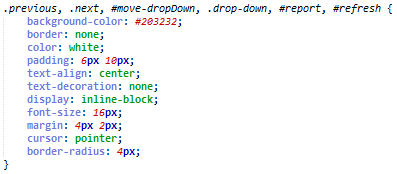 .previous, .next, #move-dropDown, .drop-down, #report, #refresh {
    background-color: #203232;
    border: none;
    color: white;
    padding: 6px 10px;
    text-align: center;
    text-decoration: none;
    display: inline-block;
    font-size: 16px;
    margin: 4px 2px;
    cursor: pointer;
    border-radius: 4px;
}